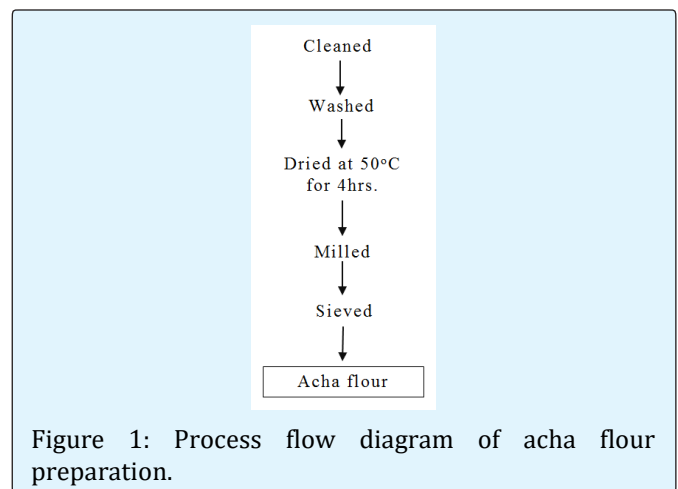 Cleaned
Washed
Dried at 50°C
for 4hrs.
Milled
Sieved
Acha flour
Figure 1: Process flow diagram of acha flour
preparation.